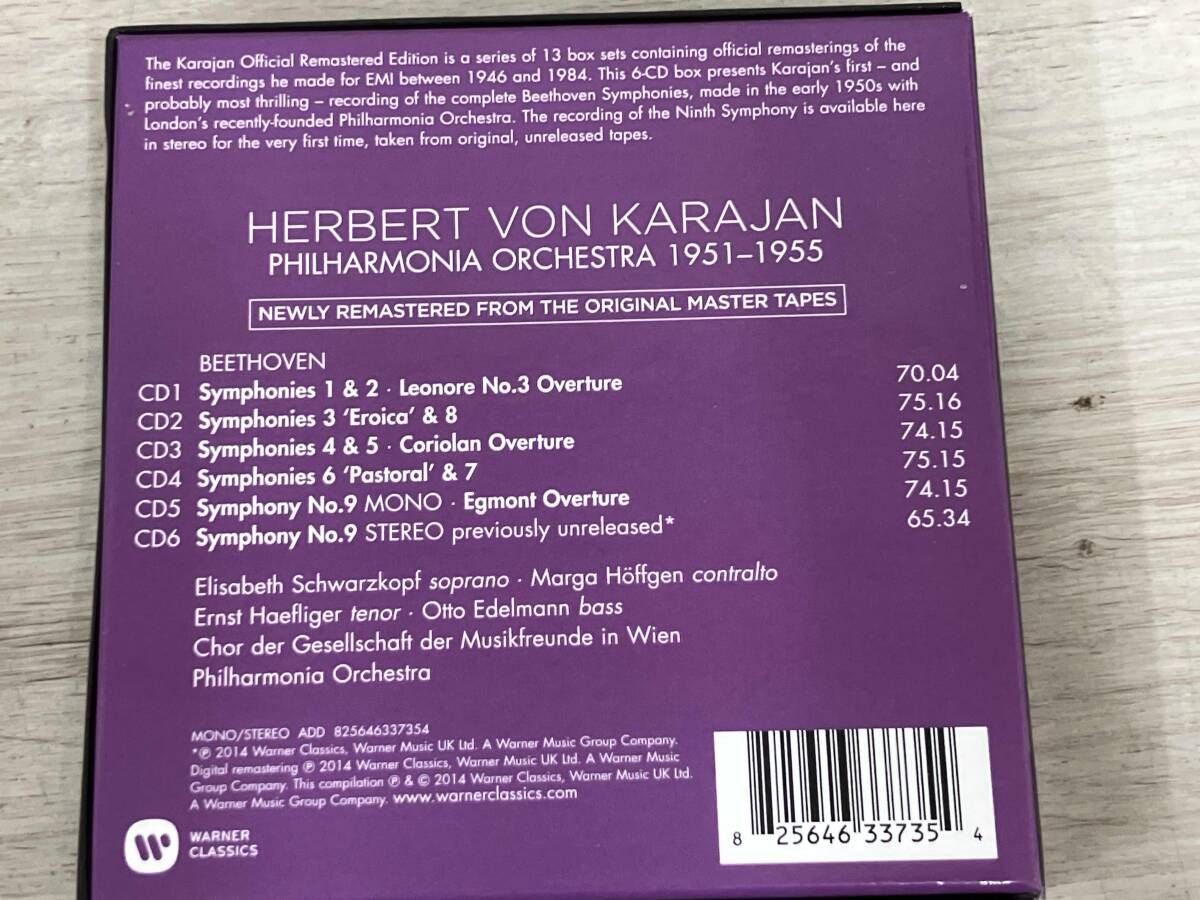 The Karajan Official Remastered Edition is a series of 13 box sets containing official remasterings of the
finest recordings he made for EMI between 1946 and 1984. This 6-CD box presents Karajan's first – and
probably most thrilling – recording of the complete Beethoven Symphonies, made in the early 1950s with
London's recently-founded Philharmonia Orchestra. The recording of the Ninth Symphony is available here
in stereo for the very first time, taken from original, unreleased tapes.
HERBERT VON KARAJAN
PHILHARMONIA ORCHESTRA 1951–1955
NEWLY REMASTERED FROM THE ORIGINAL MASTER TAPES
BEETHOVEN
CD1 Symphonies 1 & 2 · Leonore No.3 Overture 70.04
CD2 Symphonies 3 'Eroica' & 8 75.16
CD3 Symphonies 4 & 5 · Coriolan Overture 74.15
CD4 Symphonies 6 'Pastoral' & 7 75.15
CD5 Symphony No.9 MONO · Egmont Overture 74.15
CD6 Symphony No.9 STEREO previously unreleased* 65.34
Elisabeth Schwarzkopf soprano · Marga Höffgen contralto
Ernst Haefliger tenor · Otto Edelmann bass
Chor der Gesellschaft der Musikfreunde in Wien
Philharmonia Orchestra
MONO/STEREO ADD 825646337354
*℗ 2014 Warner Classics, Warner Music UK Ltd. A Warner Music Group Company.
Digital remastering ℗ 2014 Warner Classics, Warner Music UK Ltd. A Warner Music
Group Company. This compilation ℗ & © 2014 Warner Classics, Warner Music UK Ltd.
A Warner Music Group Company. www.warnerclassics.com
WARNER
CLASSICS
8 25646 33735 4